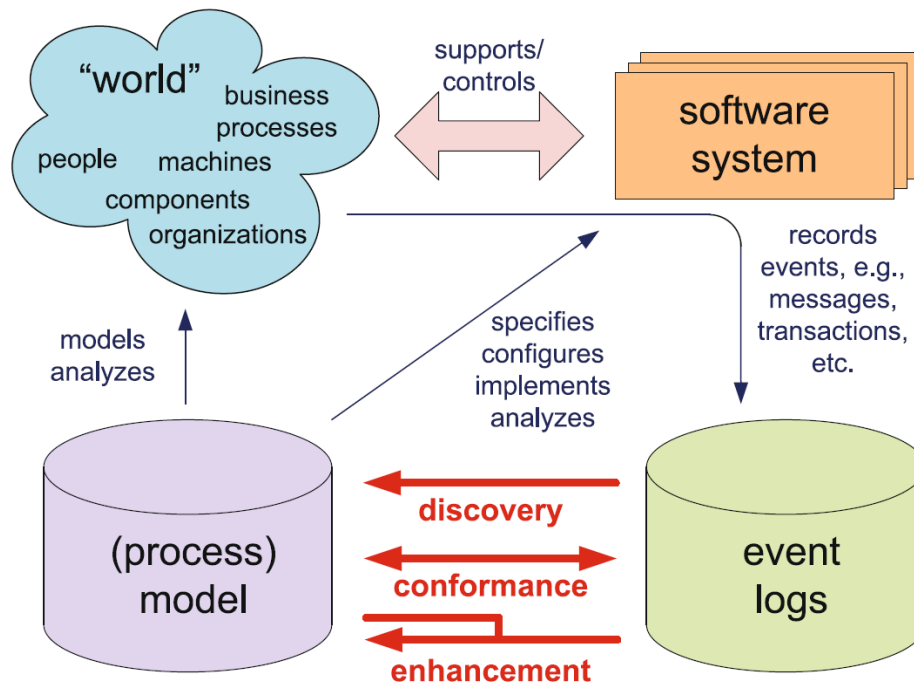 “world”
business
processes
people
machines
components
organizations
supports/
controls
software
system
records
events, e.g.,
messages,
transactions,
etc.
models
analyzes
specifies
configures
implements
analyzes
(process)
model
discovery
conformance
enhancement
event
logs